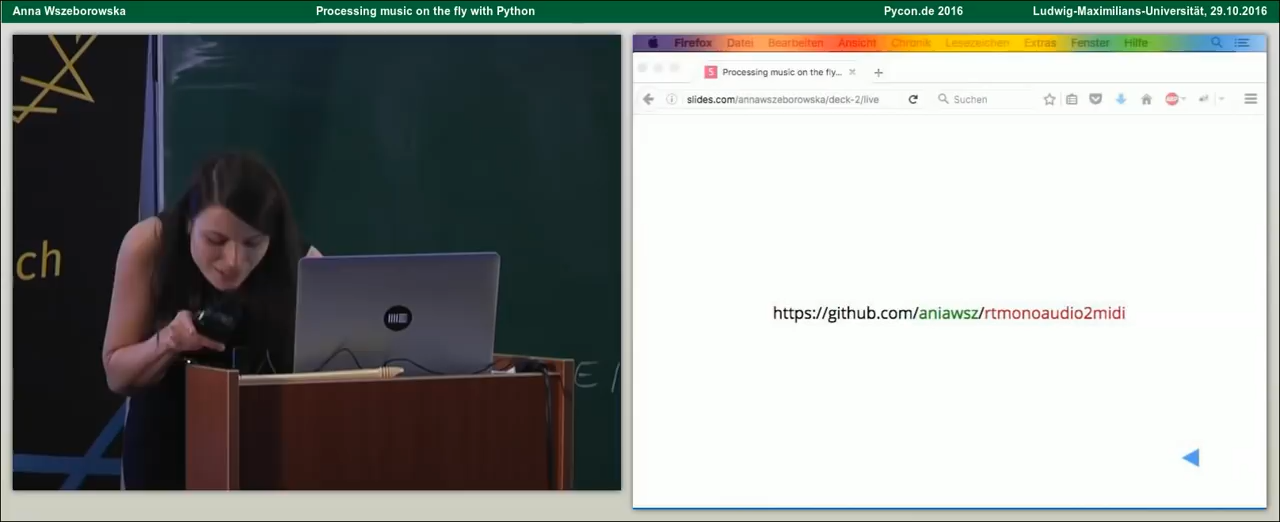 Anna Wszeborowska
Processing music on the fly with Python
Pycon.de 2016
Ludwig-Maximilians-Universität, 29.10.2016
ch
E
Firefox Datei Bearbeiten Ansicht Chronik Lesezeichen Extras Fenster Hilfe
S Processing music on the fly...
slides.com/annawszeborowska/deck-2/live
Suchen
ABP
https://github.com/aniawsz/rtmonoaudio2midi